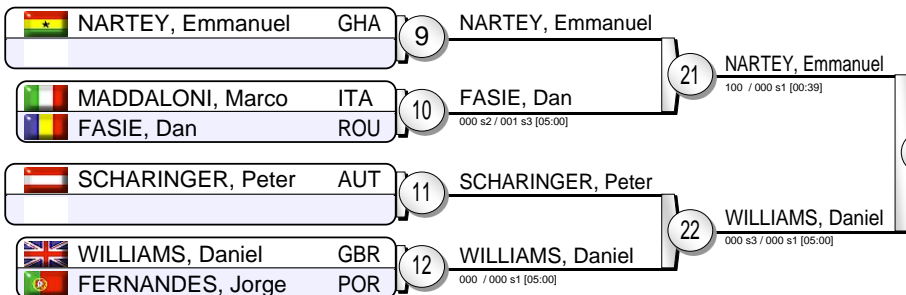 NARTEY, Emmanuel GHA
9
NARTEY, Emmanuel
MADDALONI, Marco ITA
FASIE, Dan ROU
10
FASIE, Dan
000 s2 / 001 s3 [05:00]
21
NARTEY, Emmanuel
100 / 000 s1 [00:39]
SCHARINGER, Peter AUT
11
SCHARINGER, Peter
WILLIAMS, Daniel GBR
FERNANDES, Jorge POR
12
WILLIAMS, Daniel
000 / 000 s1 [05:00]
22
WILLIAMS, Daniel
000 s3 / 000 s1 [05:00]